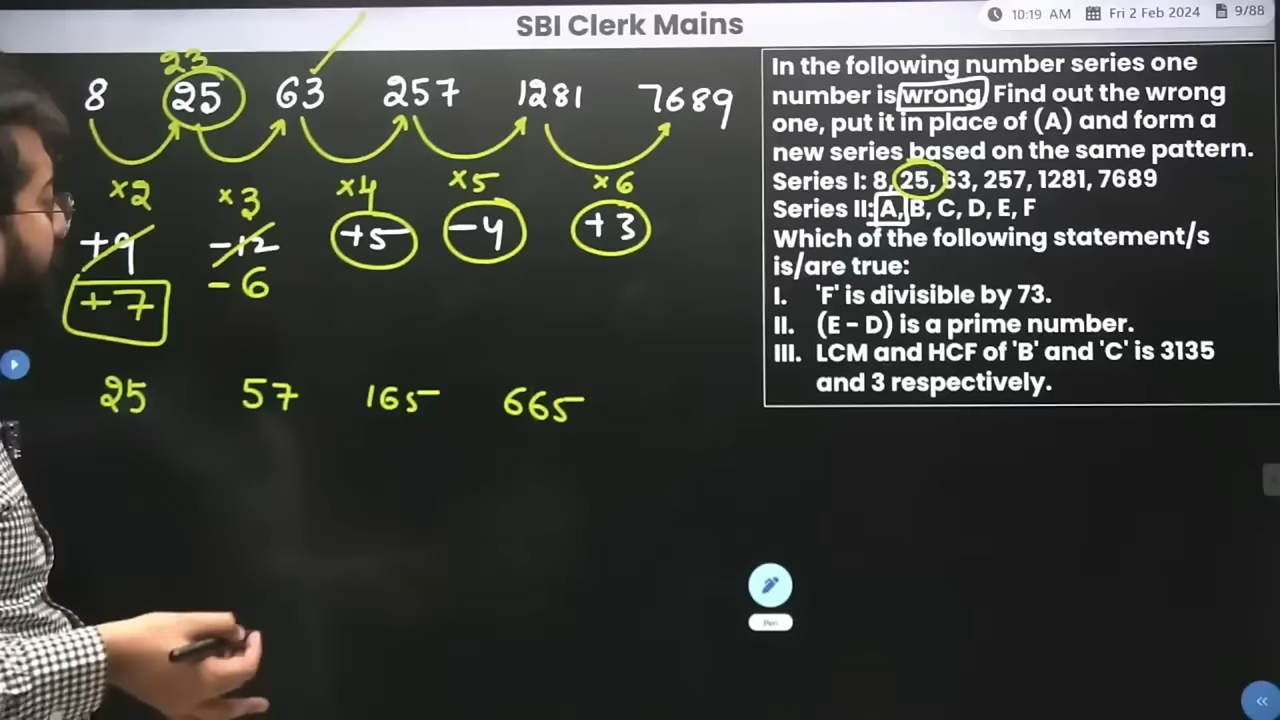 SBI Clerk Mains
10:19 AM Fri 2 Feb 2024 9/88
23
8 25 63 257 1281 7689
×2 ×3 ×4 ×5 ×6
+9 -12 +5 -4 +3
+7 -6
25 57 165 665
In the following number series one
number is wrong. Find out the wrong
one, put it in place of (A) and form a
new series based on the same pattern.
Series I: 8, 25, 63, 257, 1281, 7689
Series II: A, B, C, D, E, F
Which of the following statement/s
is/are true:
I. 'F' is divisible by 73.
II. (E - D) is a prime number.
III. LCM and HCF of 'B' and 'C' is 3135
and 3 respectively.
Pen